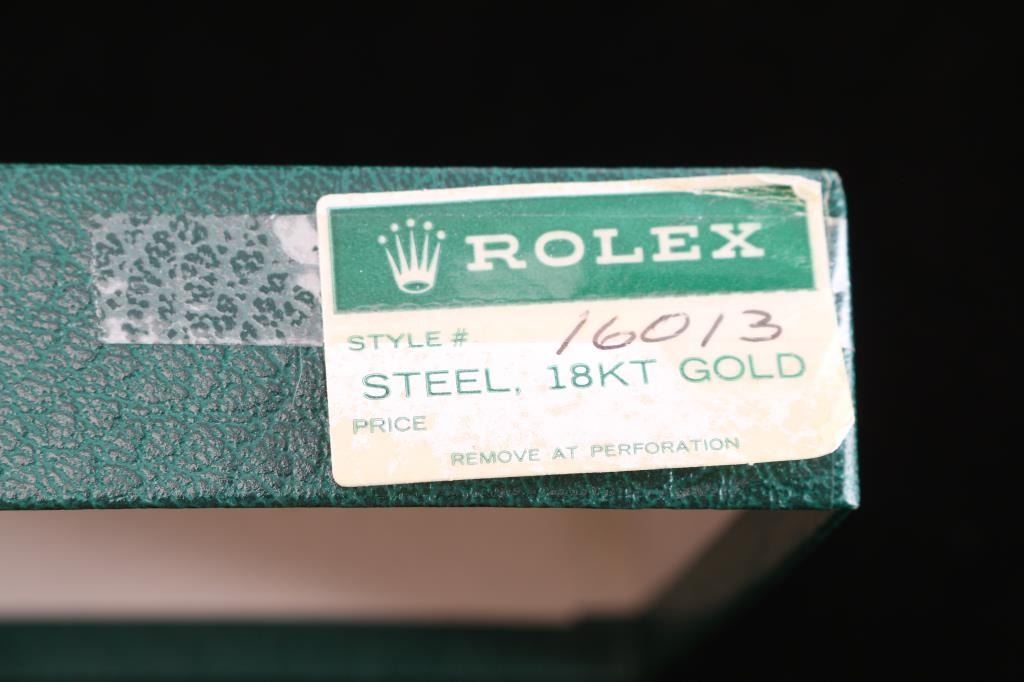 ROLEX
STYLE # 16013
STEEL, 18KT GOLD
PRICE
REMOVE AT PERFORATION